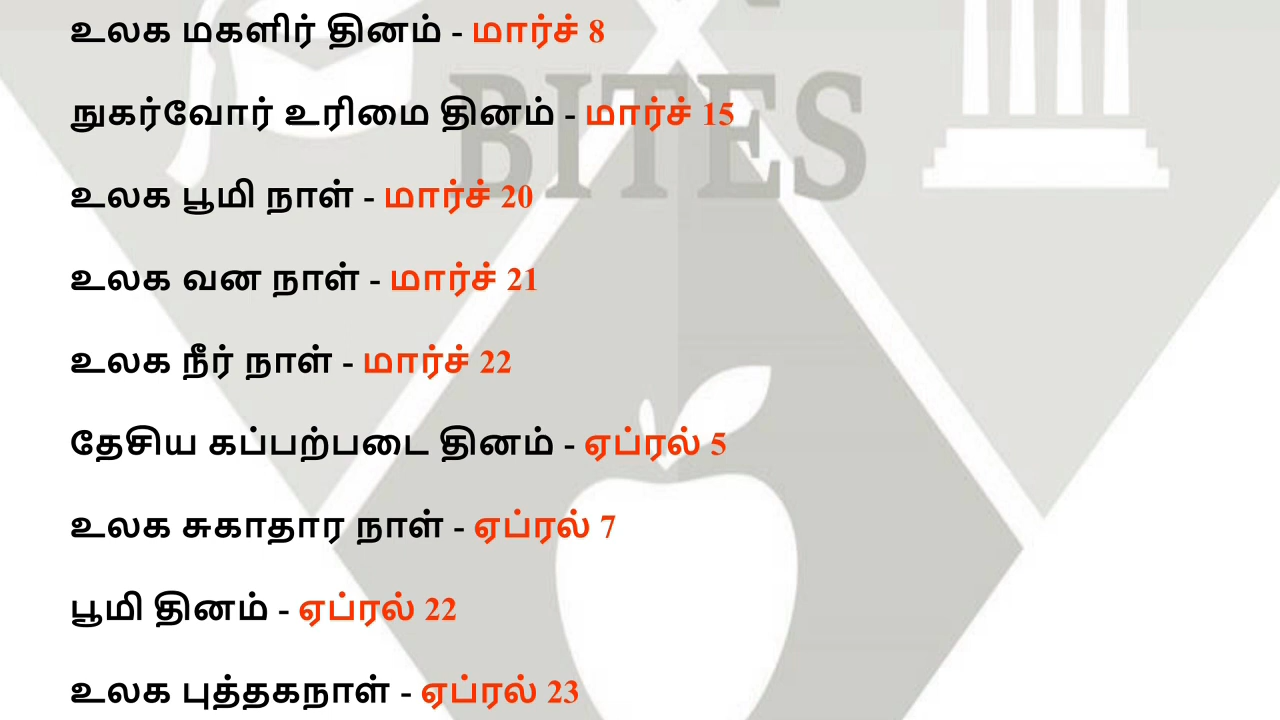 உலக மகளிர் தினம் - மார்ச் 8
நுகர்வோர் உரிமை தினம் - மார்ச் 15
BITES
உலக பூமி நாள் - மார்ச் 20
உலக வன நாள் - மார்ச் 21
உலக நீர் நாள் - மார்ச் 22
தேசிய கப்பற்படை தினம் - ஏப்ரல் 5
உலக சுகாதார நாள் - ஏப்ரல் 7
பூமி தினம் - ஏப்ரல் 22
உலக புத்தகநாள் - ஏப்ரல் 23